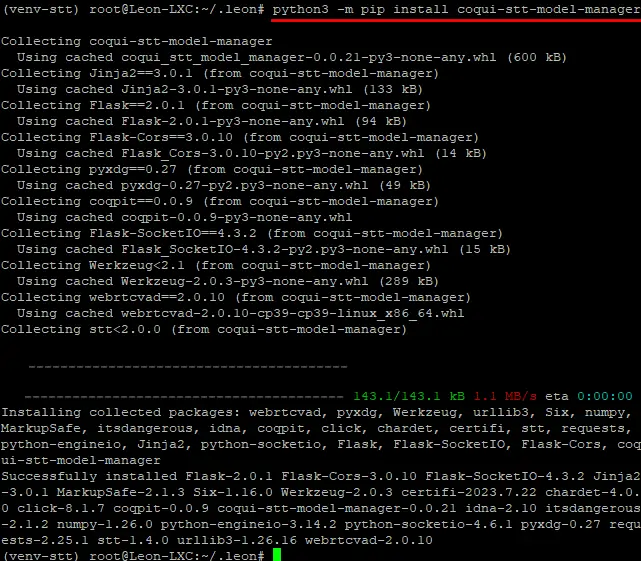 (venv-stt) root@Leon-LXC:~/.leon# python3 -m pip install coqui-stt-model-manager
Collecting coqui-stt-model-manager
  Using cached coqui_stt_model_manager-0.0.21-py3-none-any.whl (600 kB)
Collecting Jinja2==3.0.1 (from coqui-stt-model-manager)
  Using cached Jinja2-3.0.1-py3-none-any.whl (133 kB)
Collecting Flask==2.0.1 (from coqui-stt-model-manager)
  Using cached Flask-2.0.1-py3-none-any.whl (94 kB)
Collecting Flask-Cors==3.0.10 (from coqui-stt-model-manager)
  Using cached Flask_Cors-3.0.10-py2.py3-none-any.whl (14 kB)
Collecting pyxdg==0.27 (from coqui-stt-model-manager)
  Using cached pyxdg-0.27-py2.py3-none-any.whl (49 kB)
Collecting coqpit==0.0.9 (from coqui-stt-model-manager)
  Using cached coqpit-0.0.9-py3-none-any.whl
Collecting Flask-SocketIO==4.3.2 (from coqui-stt-model-manager)
  Using cached Flask_SocketIO-4.3.2-py2.py3-none-any.whl (15 kB)
Collecting Werkzeug<2.1 (from coqui-stt-model-manager)
  Using cached Werkzeug-2.0.3-py3-none-any.whl (289 kB)
Collecting webrtcvad==2.0.10 (from coqui-stt-model-manager)
  Using cached webrtcvad-2.0.10-cp39-cp39-linux_x86_64.whl
Collecting stt<2.0.0 (from coqui-stt-model-manager)
----------------------------------------
---------------------------------------- 143.1/143.1 kB 1.1 MB/s eta 0:00:00
Installing collected packages: webrtcvad, pyxdg, Werkzeug, urllib3, Six, numpy,
MarkupSafe, itsdangerous, idna, coqpit, click, chardet, certifi, stt, requests,
python-engineio, Jinja2, python-socketio, Flask, Flask-SocketIO, Flask-Cors, coq
ui-stt-model-manager
Successfully installed Flask-2.0.1 Flask-Cors-3.0.10 Flask-SocketIO-4.3.2 Jinja2
-3.0.1 MarkupSafe-2.1.3 Six-1.16.0 Werkzeug-2.0.3 certifi-2023.7.22 chardet-4.0.
0 click-8.1.7 coqpit-0.0.9 coqui-stt-model-manager-0.0.21 idna-2.10 itsdangerous
-2.1.2 numpy-1.26.0 python-engineio-3.14.2 python-socketio-4.6.1 pyxdg-0.27 requ
ests-2.25.1 stt-1.4.0 urllib3-1.26.16 webrtcvad-2.0.10
(venv-stt) root@Leon-LXC:~/.leon#